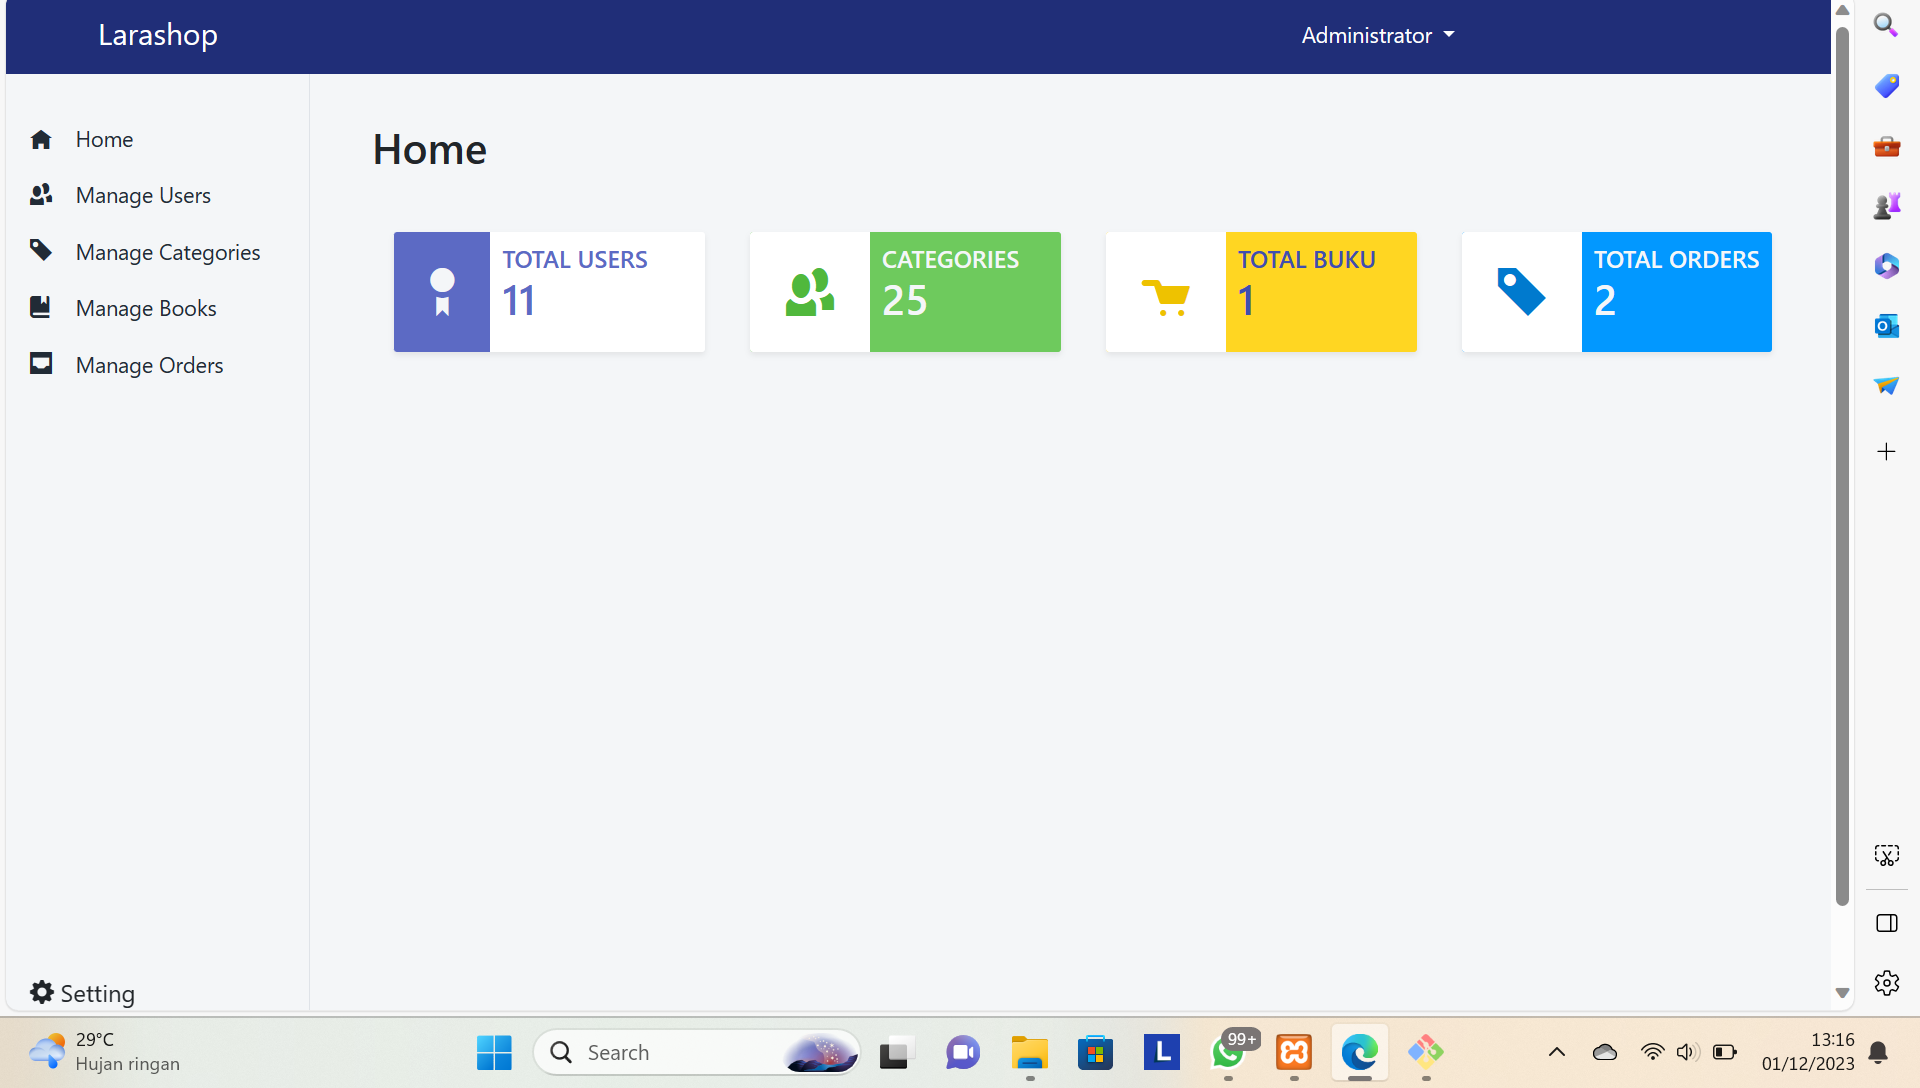 Larashop
Administrator
Home
Manage Users
Manage Categories
Manage Books
Manage Orders
Setting
Home
TOTAL USERS
11
CATEGORIES
25
TOTAL BUKU
1
TOTAL ORDERS
2
29°C
Hujan ringan
Search
L
99+
13:16
01/12/2023